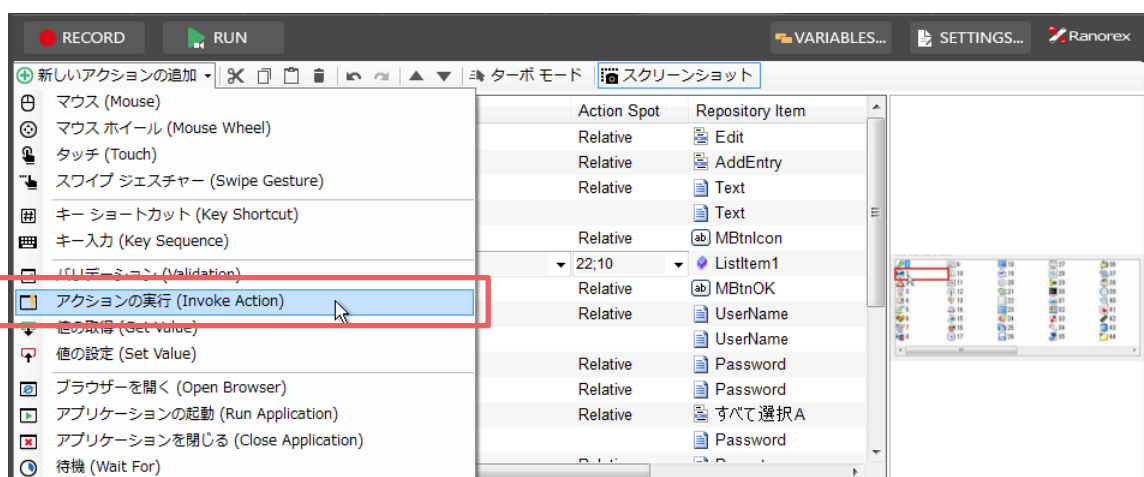 RECORD RUN VARIABLES... SETTINGS... Ranorex
新しいアクションの追加 ターボ モード スクリーンショット
マウス (Mouse)
マウス ホイール (Mouse Wheel)
タッチ (Touch)
スワイプ ジェスチャー (Swipe Gesture)
キー ショートカット (Key Shortcut)
キー入力 (Key Sequence)
バリデーション (Validation)
アクションの実行 (Invoke Action)
値の取得 (Get Value)
値の設定 (Set Value)
ブラウザーを開く (Open Browser)
アプリケーションの起動 (Run Application)
アプリケーションを閉じる (Close Application)
待機 (Wait For)
Action Spot Repository Item
Relative Edit
Relative AddEntry
Relative Text
Text
Relative MBtnIcon
22;10 ListItem1
Relative MBtnOK
Relative UserName
UserName
Relative Password
Relative Password
Relative すべて選択A
Password